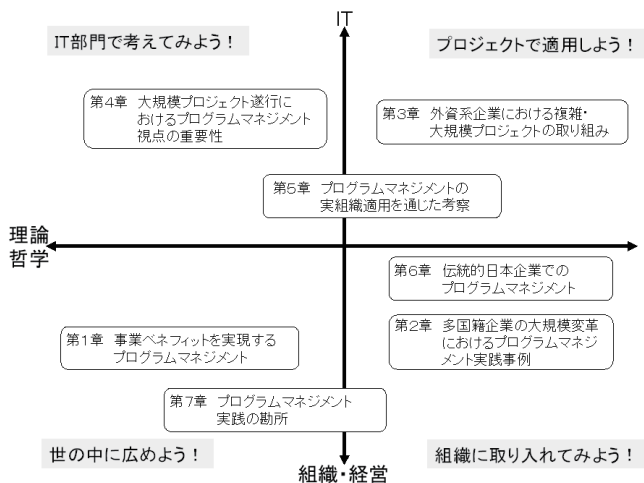 IT
IT部門で考えてみよう！
プロジェクトで適用しよう！
第4章 大規模プロジェクト遂行に
おけるプログラムマネジメント
視点の重要性
第3章 外資系企業における複雑・
大規模プロジェクトの取り組み
第5章 プログラムマネジメントの
実組織適用を通じた考察
理論
哲学
第6章 伝統的日本企業での
プログラムマネジメント
第1章 事業ベネフィットを実現する
プログラムマネジメント
第2章 多国籍企業の大規模変革
におけるプログラムマネジ
メント実践事例
第7章 プログラムマネジメント
実践の勘所
世の中に広めよう！
組織に取り入れてみよう！
組織・経営